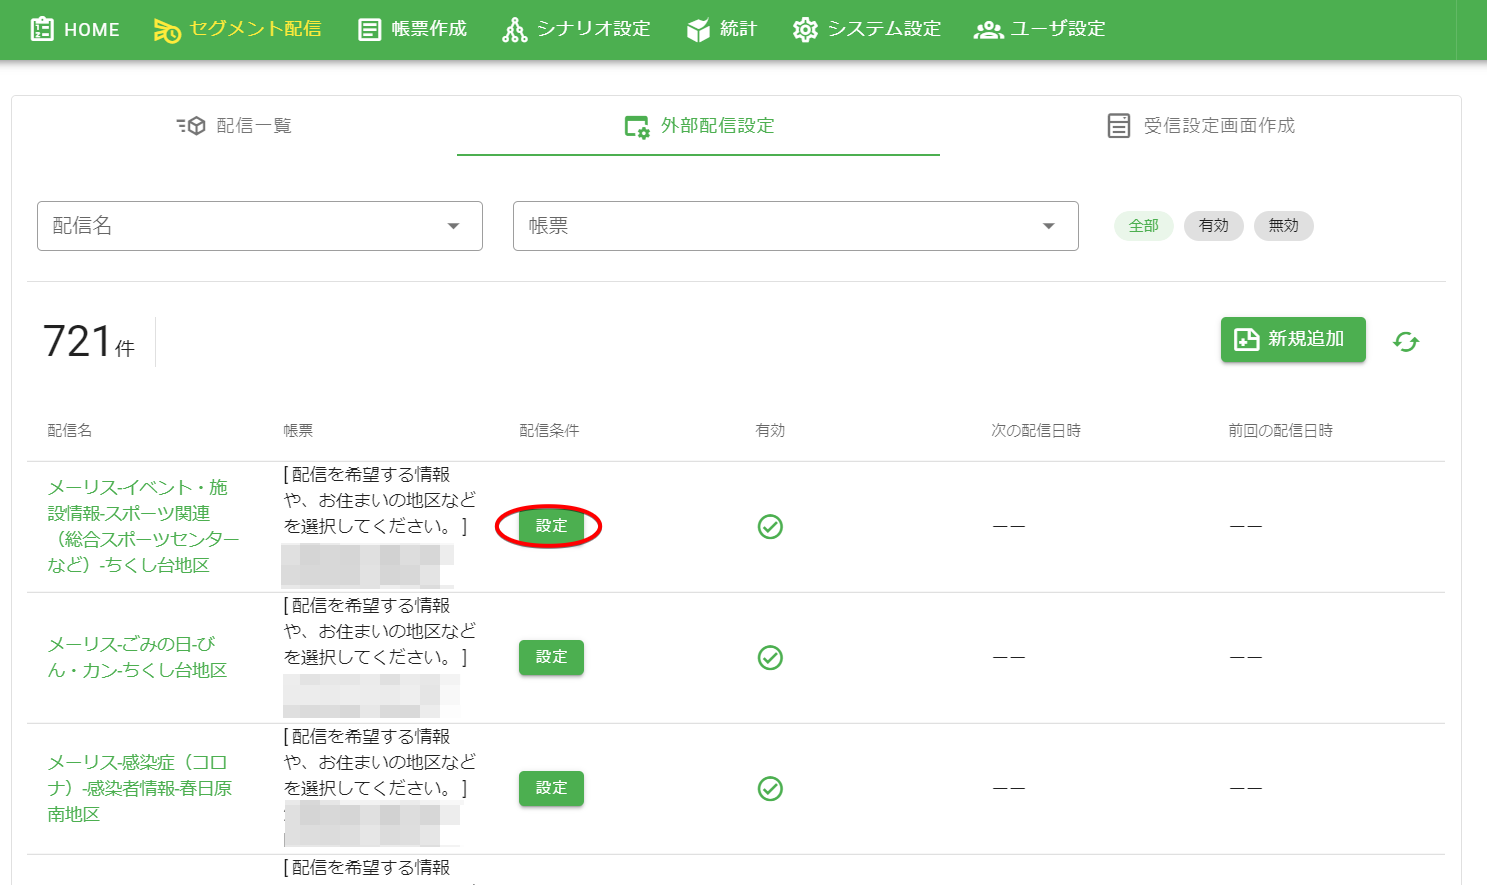 HOME セグメント配信 帳票作成 シナリオ設定 統計 システム設定 ユーザ設定
配信一覧 外部配信設定 受信設定画面作成
配信名 帳票 全部 有効 無効
721件 新規追加
配信名 帳票 配信条件 有効 次の配信日時 前回の配信日時
メーリス-イベント・施
設情報-スポーツ関連
（総合スポーツセンター
など）-ちくし台地区
[ 配信を希望する情報
や、お住まいの地区など
を選択してください。 ]
設定
—— ——
メーリス-ごみの日-び
ん・カン-ちくし台地区
[ 配信を希望する情報
や、お住まいの地区など
を選択してください。 ]
設定
—— ——
メーリス-感染症（コロ
ナ）-感染者情報-春日原
南地区
[ 配信を希望する情報
や、お住まいの地区など
を選択してください。 ]
設定
—— ——
[ 配信を希望する情報